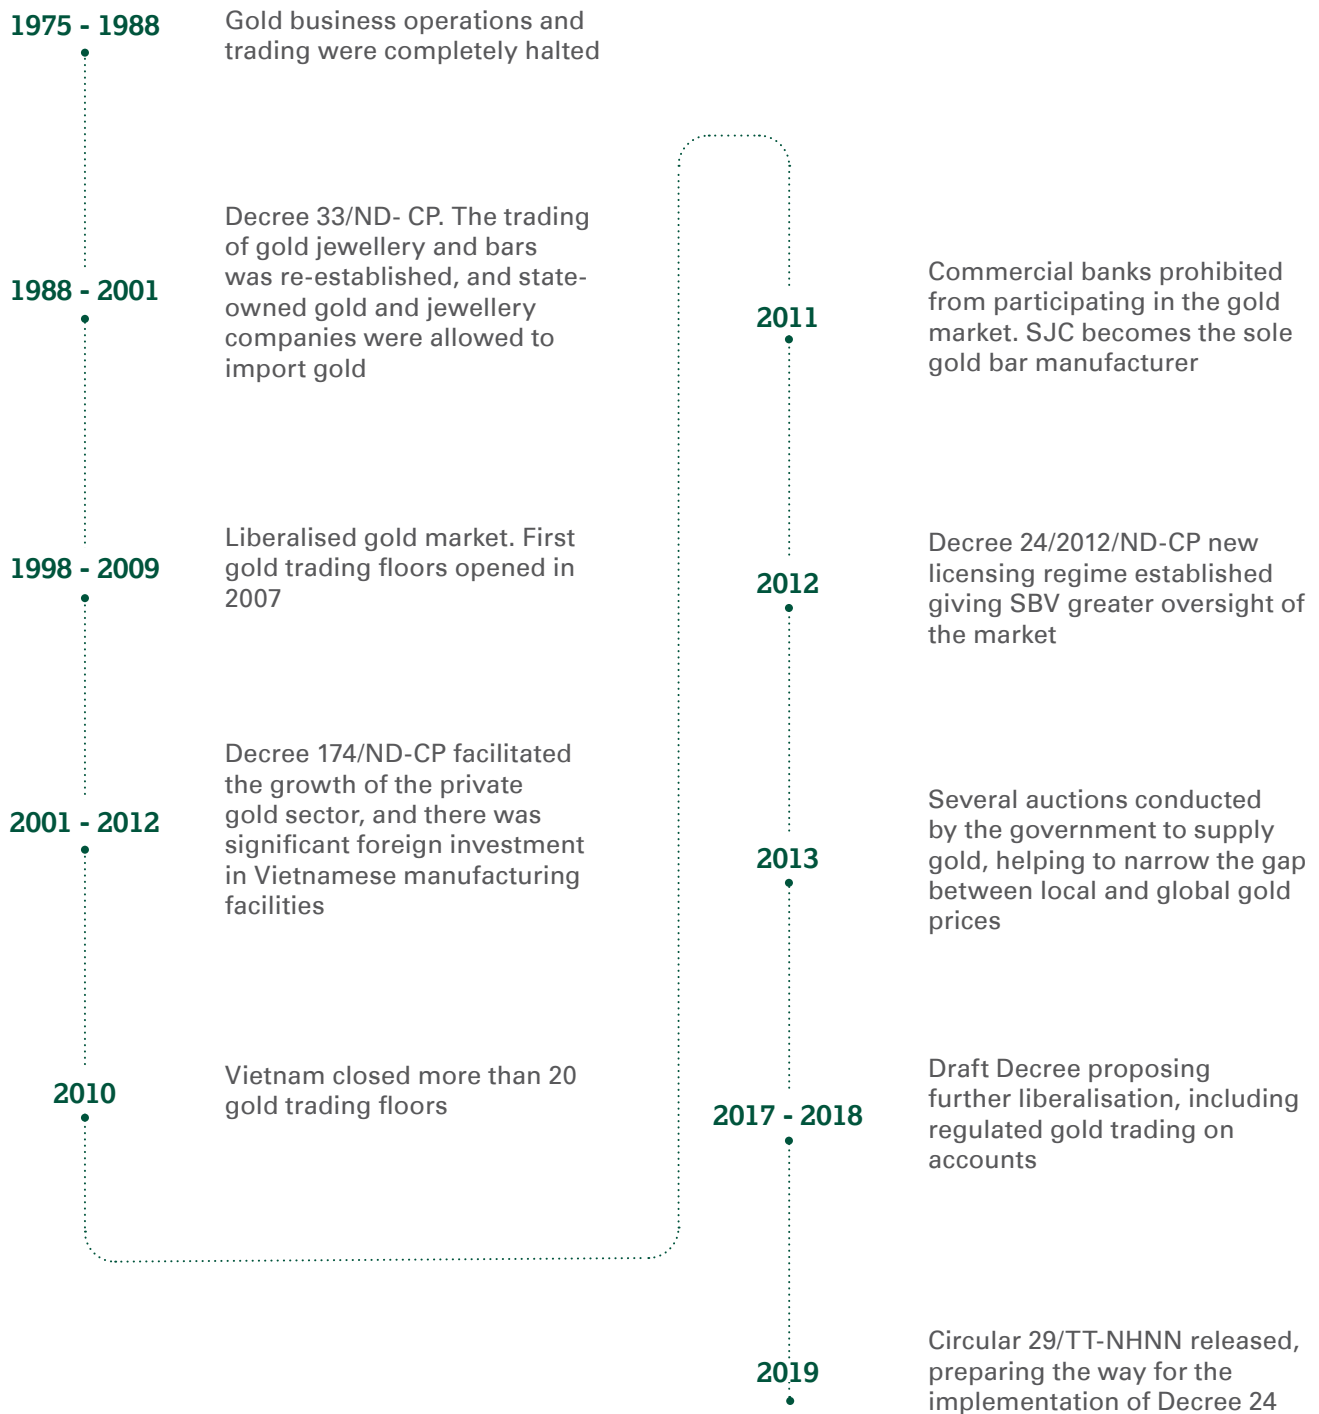 1975 - 1988
Gold business operations and
trading were completely halted
1988 - 2001
Decree 33/ND- CP. The trading
of gold jewellery and bars
was re-established, and state-
owned gold and jewellery
companies were allowed to
import gold
1998 - 2009
Liberalised gold market. First
gold trading floors opened in
2007
2001 - 2012
Decree 174/ND-CP facilitated
the growth of the private
gold sector, and there was
significant foreign investment
in Vietnamese manufacturing
facilities
2010
Vietnam closed more than 20
gold trading floors
2011
Commercial banks prohibited
from participating in the gold
market. SJC becomes the sole
gold bar manufacturer
2012
Decree 24/2012/ND-CP new
licensing regime established
giving SBV greater oversight of
the market
2013
Several auctions conducted
by the government to supply
gold, helping to narrow the gap
between local and global gold
prices
2017 - 2018
Draft Decree proposing
further liberalisation, including
regulated gold trading on
accounts
2019
Circular 29/TT-NHNN released,
preparing the way for the
implementation of Decree 24